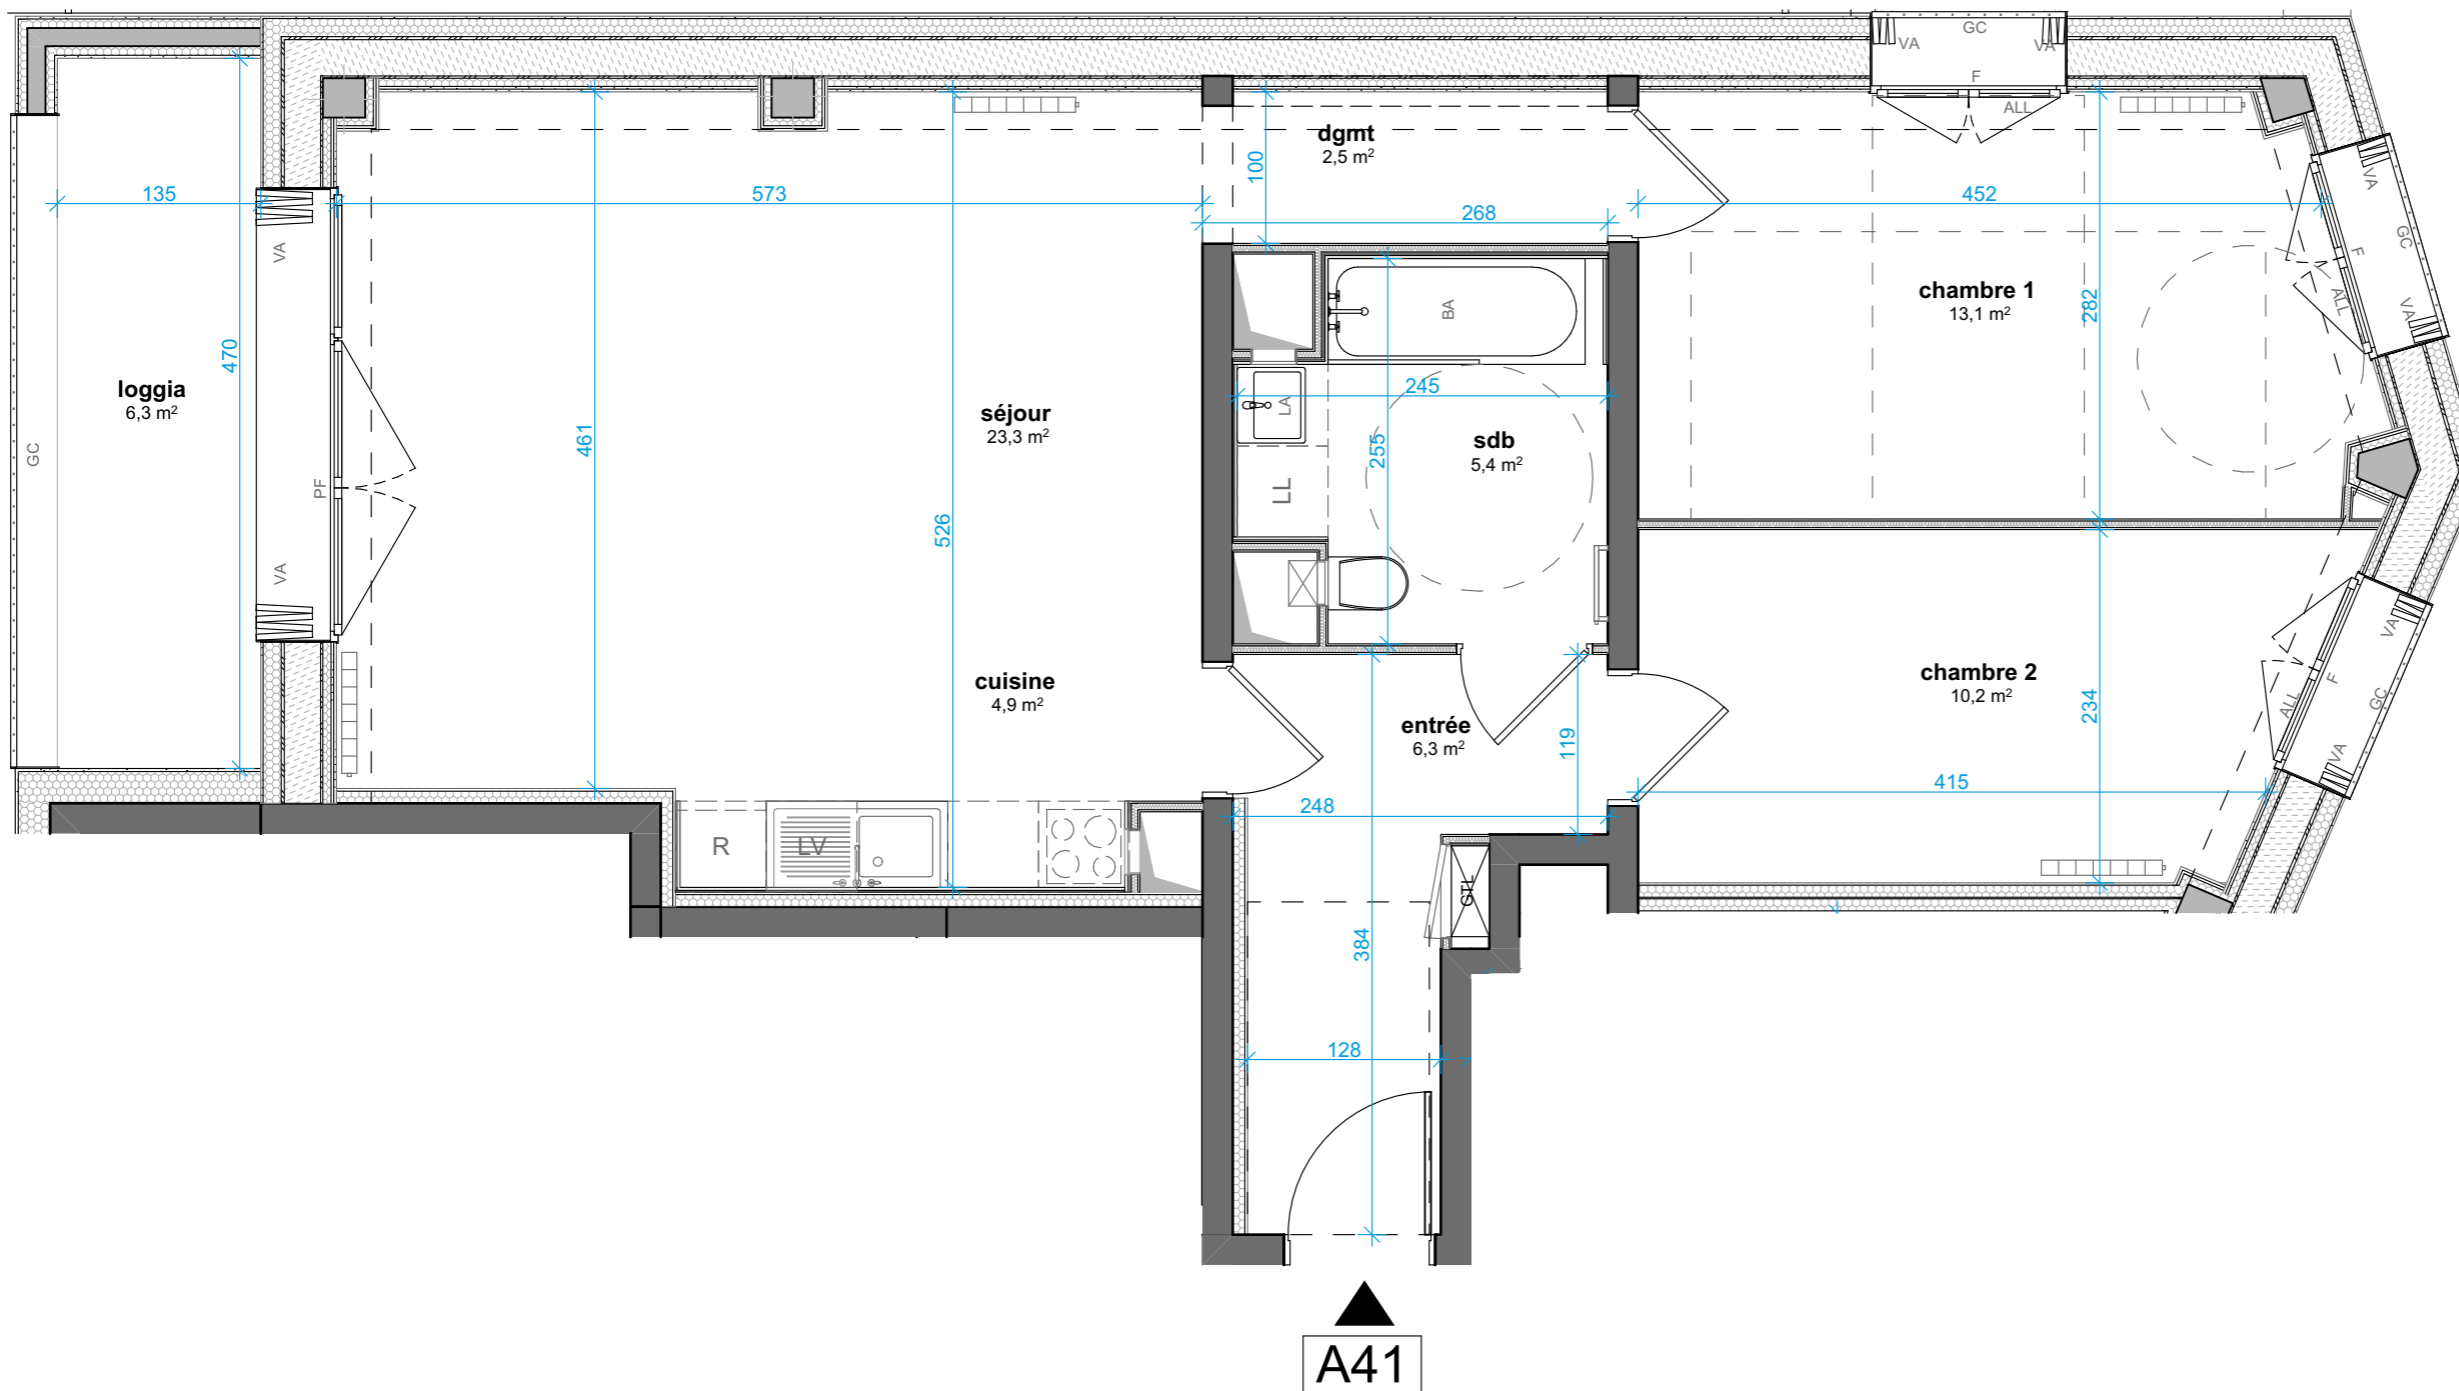 VA
GC
VA
F
ALL
dgmt
2,5 m²
100
135
573
268
452
VA
VA
GC
F
ALL
VA
chambre 1
13,1 m²
282
BA
loggia
6,3 m²
470
GC
461
séjour
23,3 m²
245
LA
255
sdb
5,4 m²
PF
LL
526
VA
cuisine
4,9 m²
entrée
6,3 m²
119
chambre 2
10,2 m²
234
VA
F
GC
ALL
VA
415
248
R
LV
GTL
384
128
A41